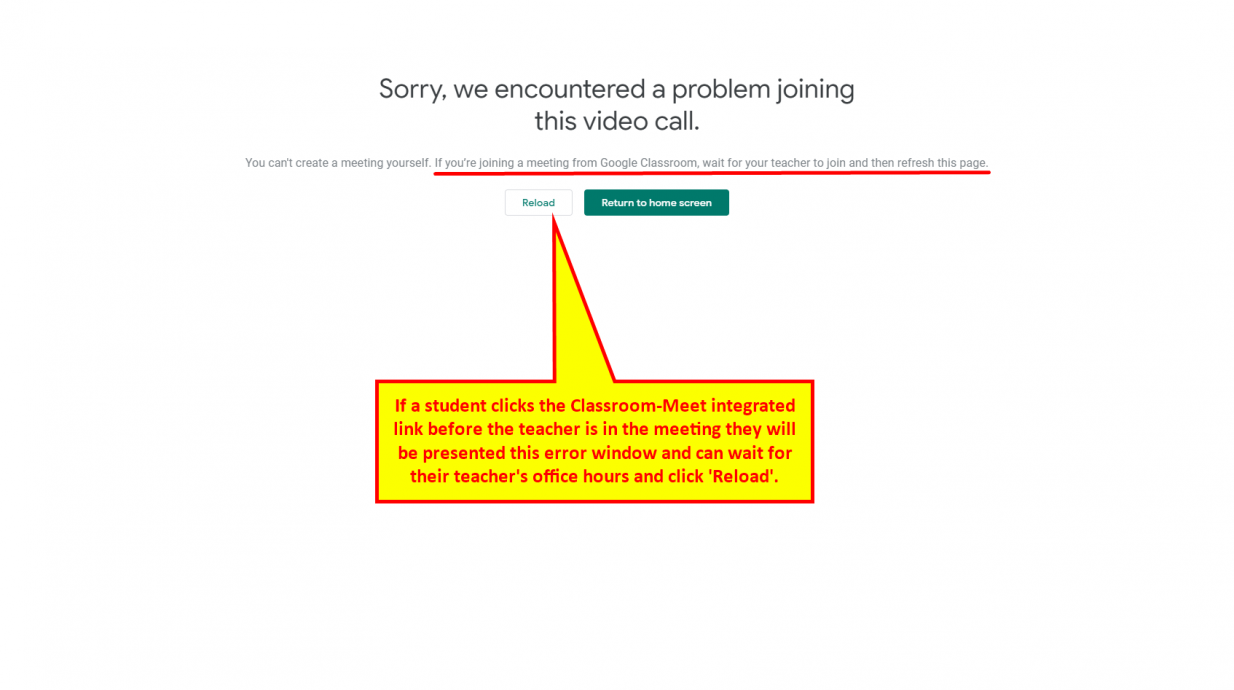 Sorry, we encountered a problem joining
this video call.
You can't create a meeting yourself. If you're joining a meeting from Google Classroom, wait for your teacher to join and then refresh this page.
Reload
Return to home screen
If a student clicks the Classroom-Meet integrated
link before the teacher is in the meeting they will
be presented this error window and can wait for
their teacher's office hours and click 'Reload'.